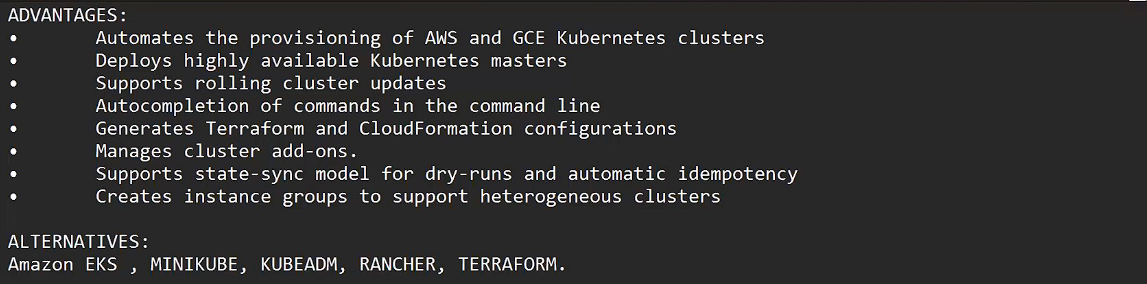 ADVANTAGES:
• Automates the provisioning of AWS and GCE Kubernetes clusters
• Deploys highly available Kubernetes masters
• Supports rolling cluster updates
• Autocompletion of commands in the command line
• Generates Terraform and CloudFormation configurations
• Manages cluster add-ons.
• Supports state-sync model for dry-runs and automatic idempotency
• Creates instance groups to support heterogeneous clusters
ALTERNATIVES:
Amazon EKS , MINIKUBE, KUBEADM, RANCHER, TERRAFORM.